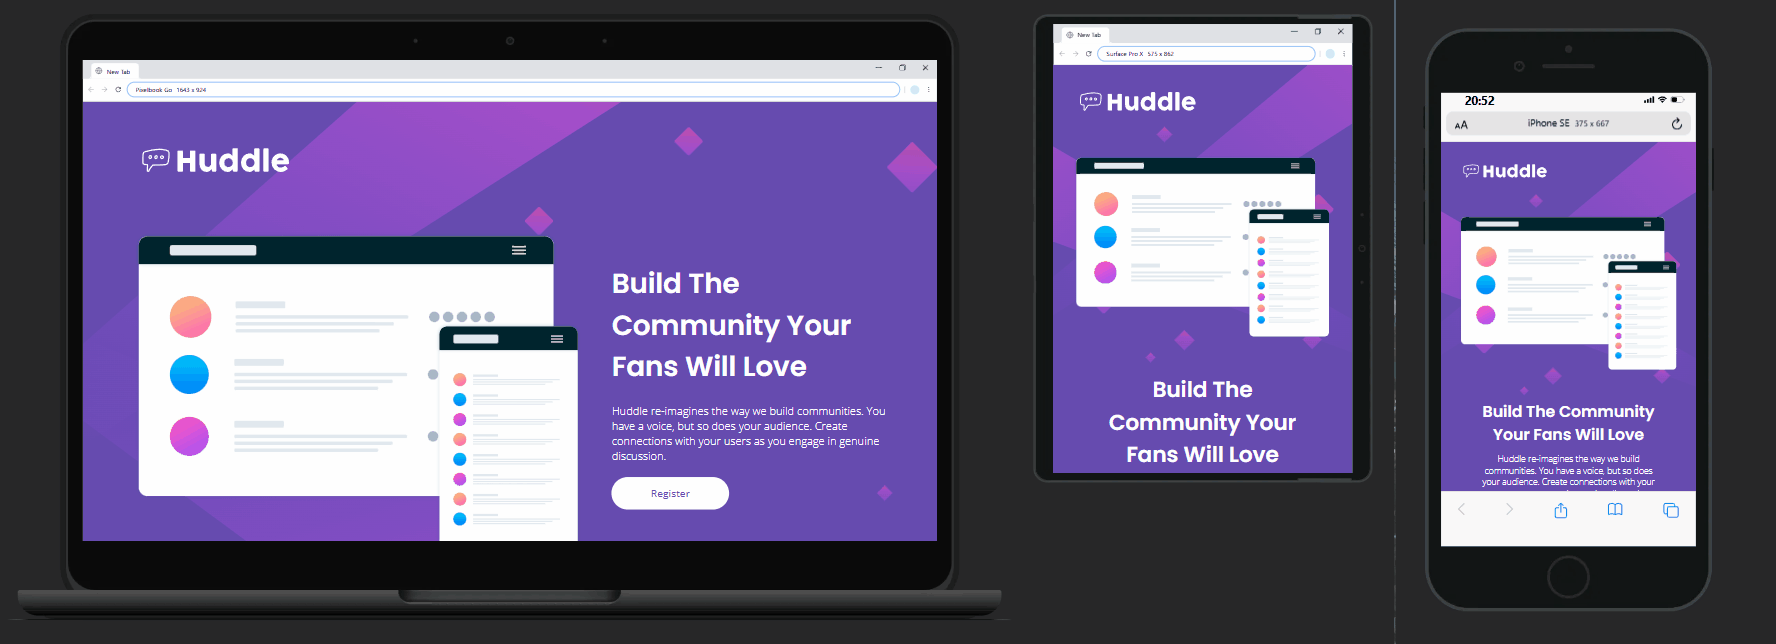 New Tab
Pixelbook Go 1643 x 924
Huddle
Build The
Community Your
Fans Will Love
Huddle re-imagines the way we build communities. You
have a voice, but so does your audience. Create
connections with your users as you engage in genuine
discussion.
Register
New Tab
Surface Pro X 575 x 862
Huddle
Build The
Community Your
Fans Will Love
20:52
AA
iPhone SE 375 x 667
Huddle
Build The Community
Your Fans Will Love
Huddle re-imagines the way we build
communities. You have a voice, but so does
your audience. Create connections with your